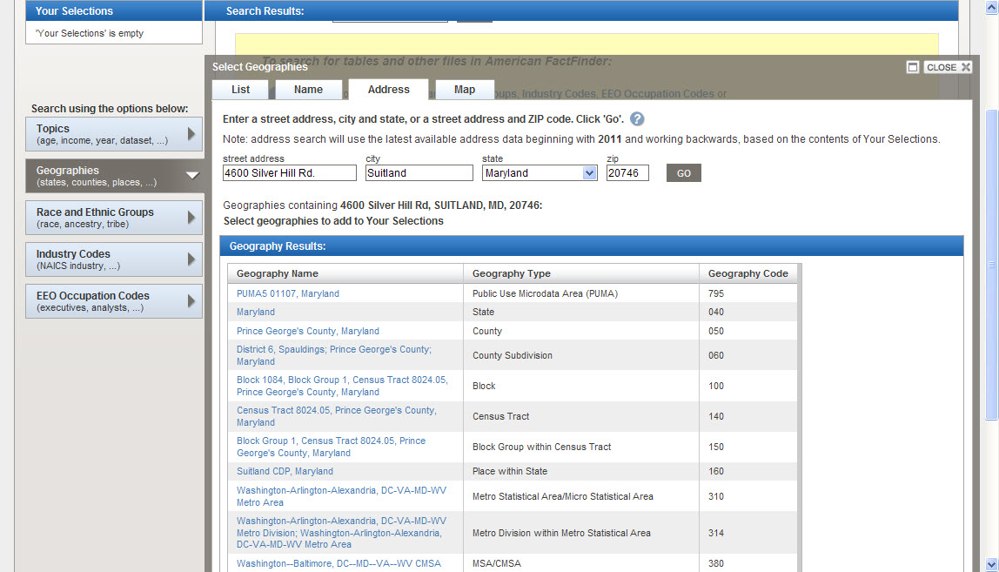 Your Selections
'Your Selections' is empty
Search using the options below:
Topics
(age, income, year, dataset, ...)
Geographies
(states, counties, places, ...)
Race and Ethnic Groups
(race, ancestry, tribe)
Industry Codes
(NAICS industry, ...)
EEO Occupation Codes
(executives, analysts, ...)
Search Results:
To search for tables and other files in American FactFinder:
Select Geographies
CLOSE
List Name Address Map
oups, Industry Codes, EEO Occupation Codes or
Enter a street address, city and state, or a street address and ZIP code. Click 'Go'. ?
Note: address search will use the latest available address data beginning with 2011 and working backwards, based on the contents of Your Selections.
street address city state zip
4600 Silver Hill Rd. Suitland Maryland 20746 GO
Geographies containing 4600 Silver Hill Rd, SUITLAND, MD, 20746:
Select geographies to add to Your Selections
Geography Results:
Geography Name Geography Type Geography Code
PUMA5 01107, Maryland Public Use Microdata Area (PUMA) 795
Maryland State 040
Prince George's County, Maryland County 050
District 6, Spauldings; Prince George's County;
Maryland
County Subdivision 060
Block 1084, Block Group 1, Census Tract 8024.05,
Prince George's County, Maryland
Block 100
Census Tract 8024.05, Prince George's County,
Maryland
Census Tract 140
Block Group 1, Census Tract 8024.05, Prince
George's County, Maryland
Block Group within Census Tract 150
Suitland CDP, Maryland Place within State 160
Washington-Arlington-Alexandria, DC-VA-MD-WV
Metro Area
Metro Statistical Area/Micro Statistical Area 310
Washington-Arlington-Alexandria, DC-VA-MD-WV
Metro Division; Washington-Arlington-Alexandria,
DC-VA-MD-WV Metro Area
Metro Division within Metro Statistical Area 314
Washington--Baltimore, DC--MD--VA--WV CMSA MSA/CMSA 380